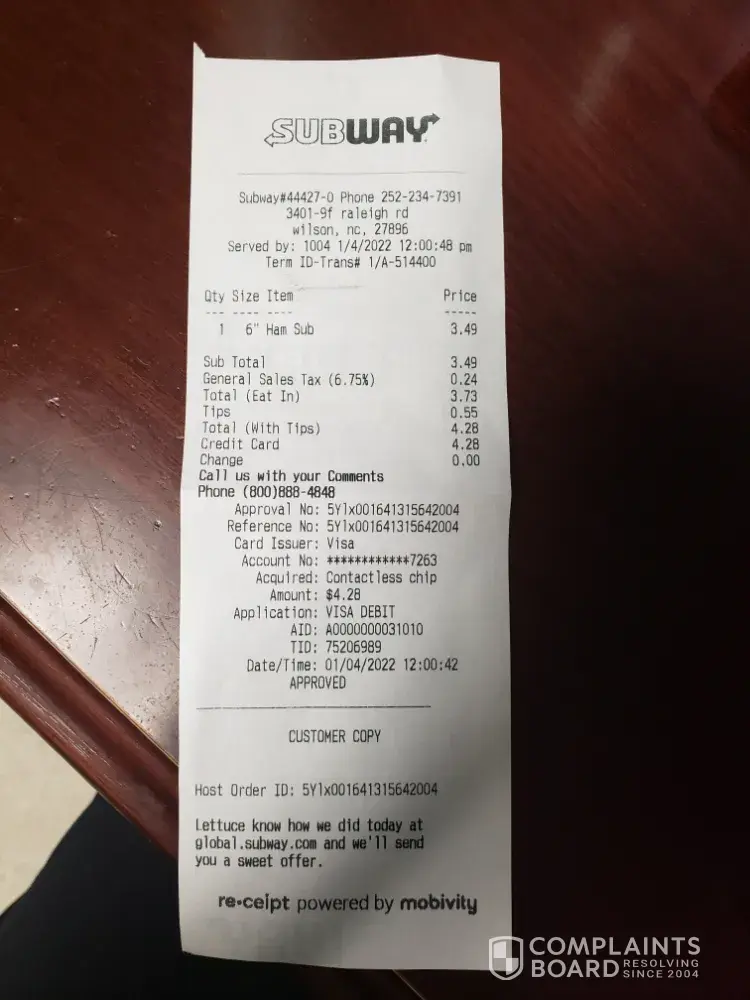 SUBWAY
Subway#44427-0 Phone 252-234-7391
3401-9f raleigh rd
wilson, nc, 27896
Served by: 1004 1/4/2022 12:00:48 pm
Term ID-Trans# 1/A-514400
Qty Size Item Price
--- ---- ---- -----
1 6" Ham Sub 3.49
Sub Total 3.49
General Sales Tax (6.75%) 0.24
Total (Eat In) 3.73
Tips 0.55
Total (With Tips) 4.28
Credit Card 4.28
Change 0.00
Call us with your Comments
Phone (800)888-4848
Approval No: 5Y1x001641315642004
Reference No: 5Y1x001641315642004
Card Issuer: Visa
Account No: ************7263
Acquired: Contactless chip
Amount: $4.28
Application: VISA DEBIT
AID: A0000000031010
TID: 75206989
Date/Time: 01/04/2022 12:00:42
APPROVED
CUSTOMER COPY
Host Order ID: 5Y1x001641315642004
Lettuce know how we did today at
global.subway.com and we'll send
you a sweet offer.
re•ceipt powered by mobivity
COMPLAINTS
BOARD RESOLVING
SINCE 2004